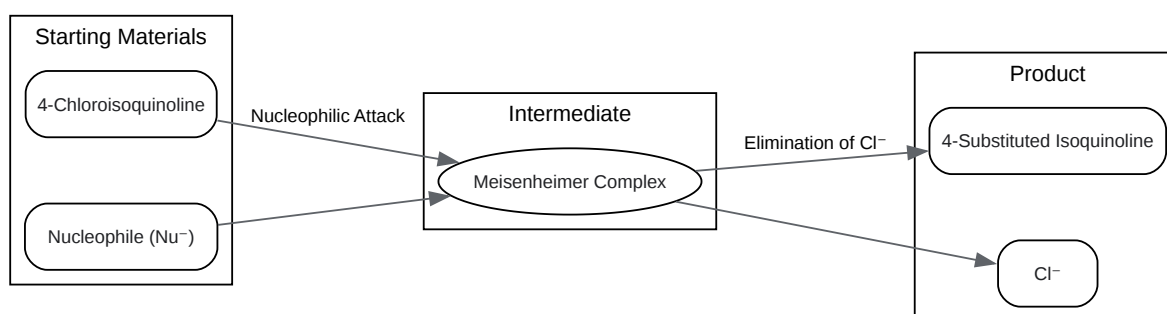 Starting Materials
4-Chloroisoquinoline
Nucleophile (Nu⁻)
Nucleophilic Attack
Intermediate
Meisenheimer Complex
Elimination of Cl⁻
Product
4-Substituted Isoquinoline
Cl⁻